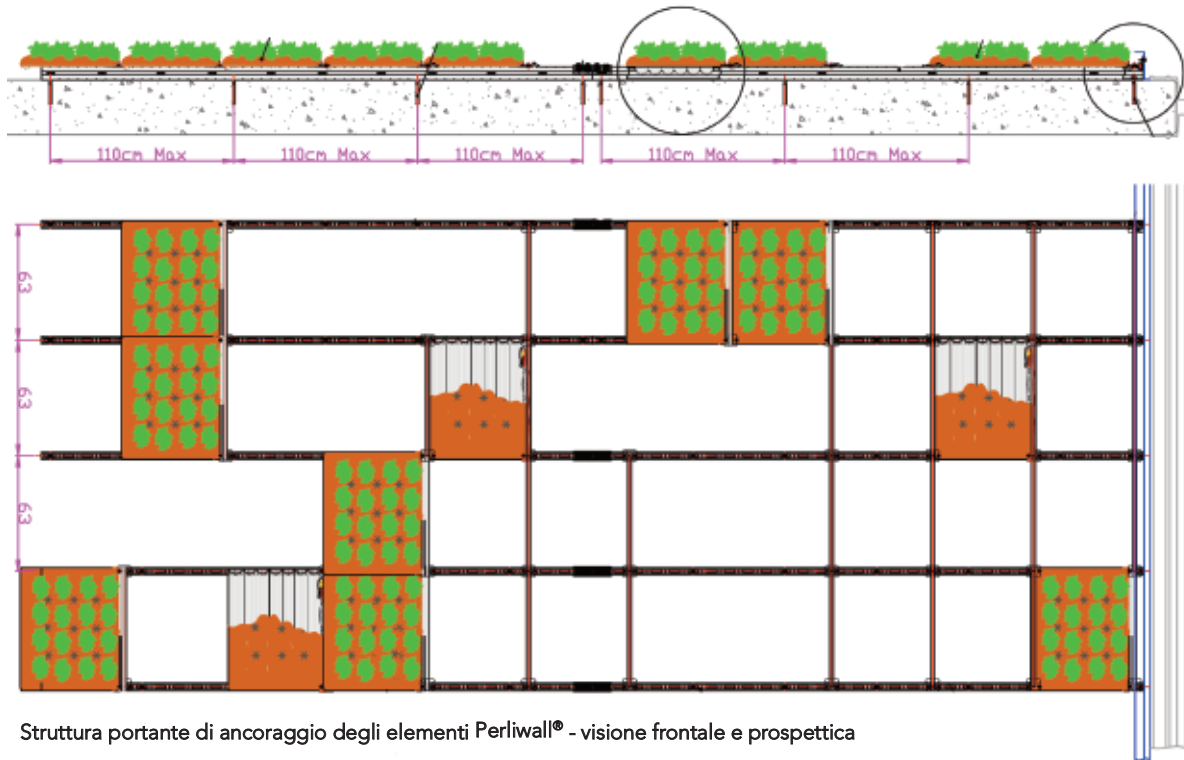 110cm Max 110cm Max 110cm Max 110cm Max 110cm Max
63
63
63
Struttura portante di ancoraggio degli elementi Perliwall® - visione frontale e prospettica